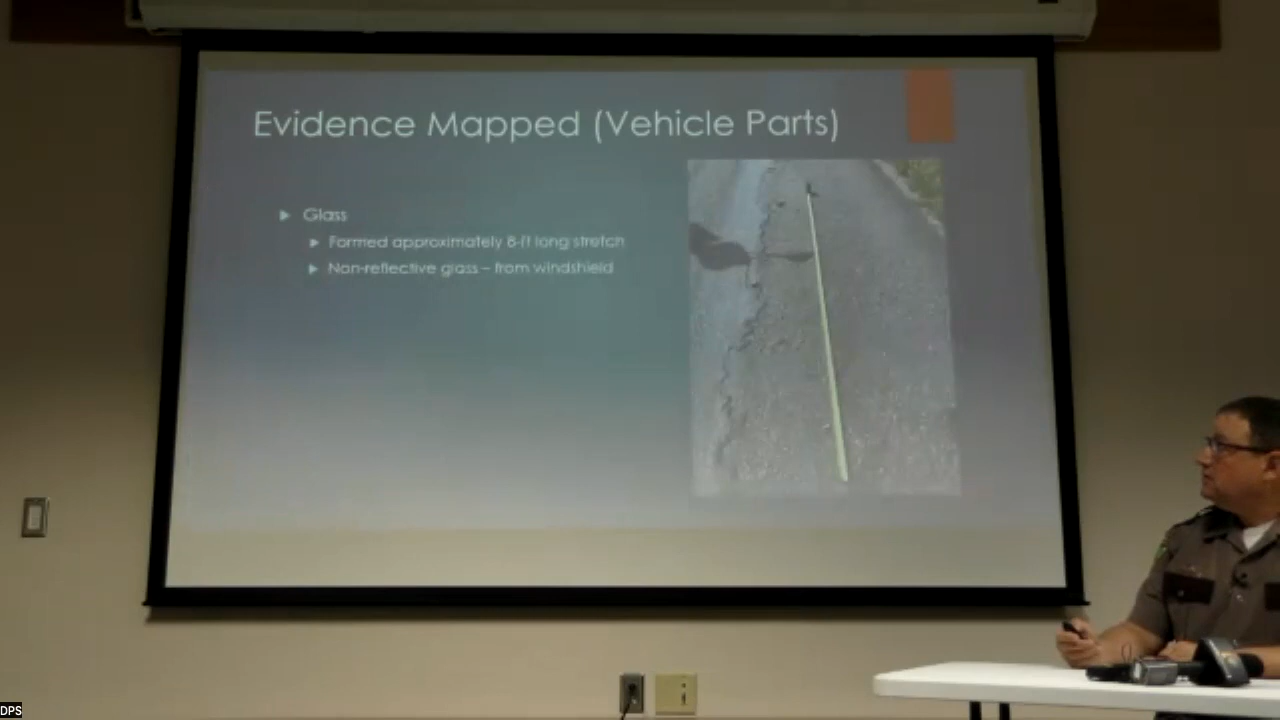 Evidence Mapped (Vehicle Parts)
Glass
Formed approximately 8-ft long stretch
Non-reflective glass – from windshield
DPS